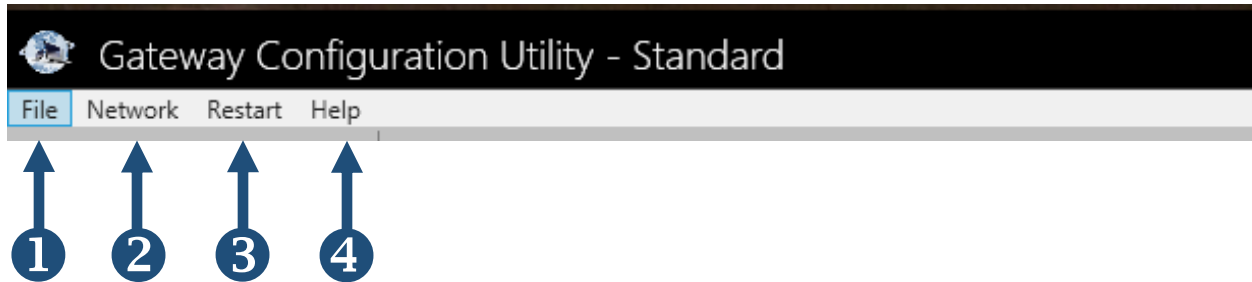 Gateway Configuration Utility - Standard
File Network Restart Help
1 2 3 4